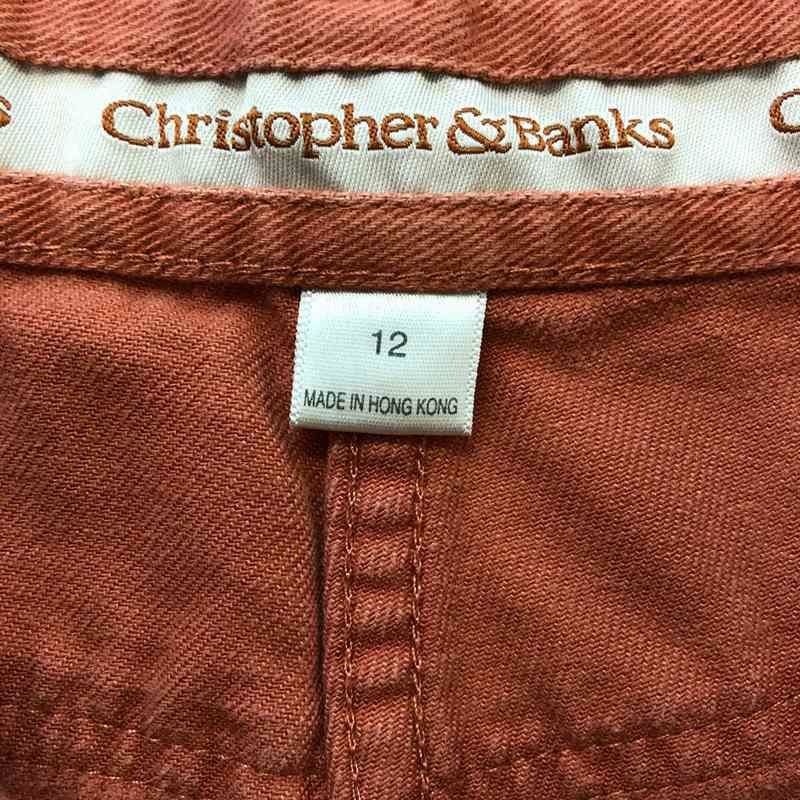 Christopher & Banks
12
MADE IN HONG KONG